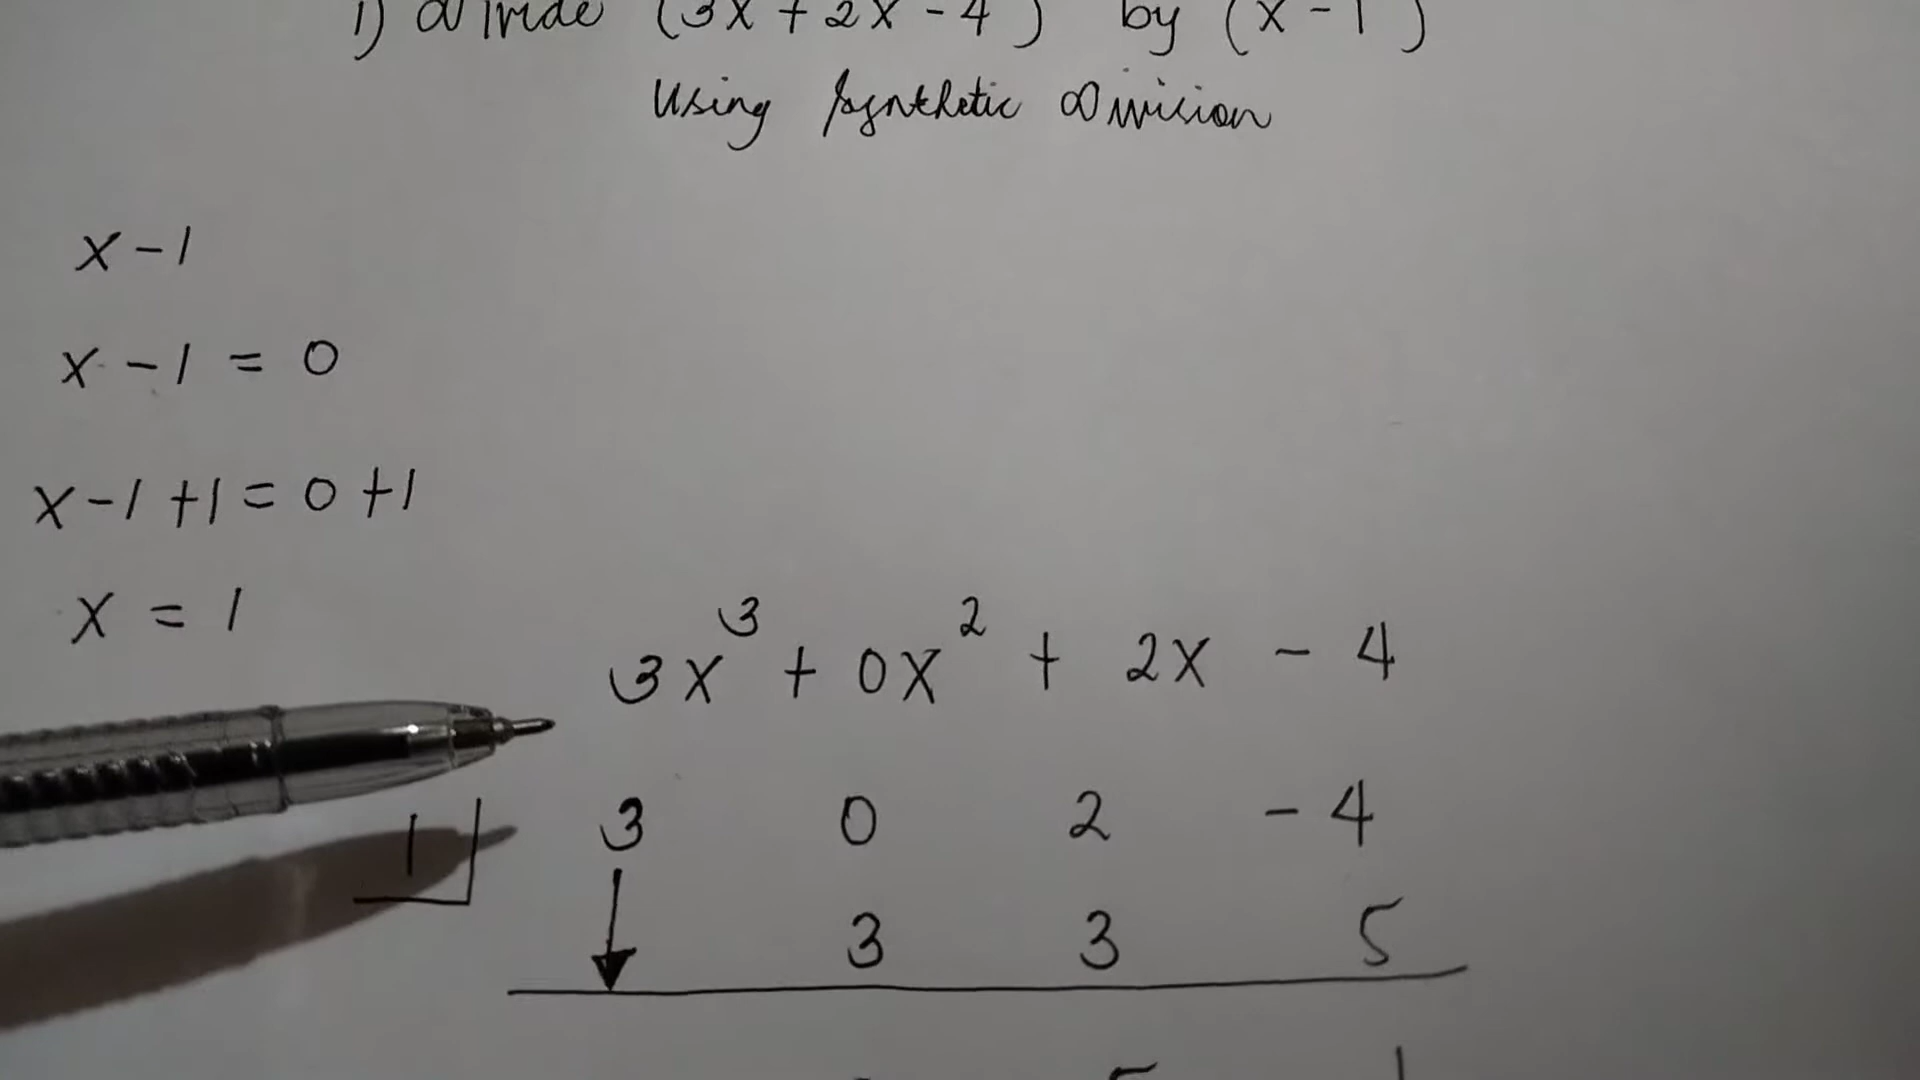 1) Divide (3x + 2x - 4) by (x - 1)
Using Synthetic Division
x - 1
x - 1 = 0
x - 1 + 1 = 0 + 1
x = 1
3x³ + 0x² + 2x - 4
1 3 0 2 - 4
3 3 5